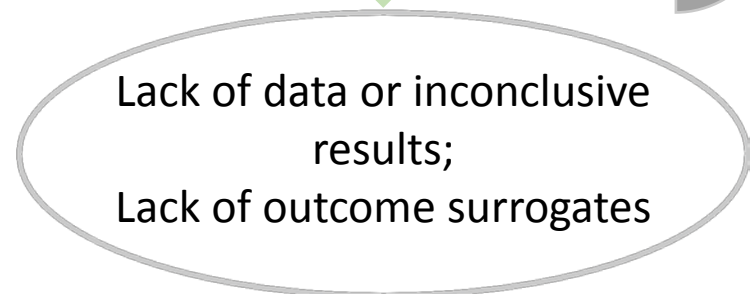 Lack of data or inconclusive
results;
Lack of outcome surrogates